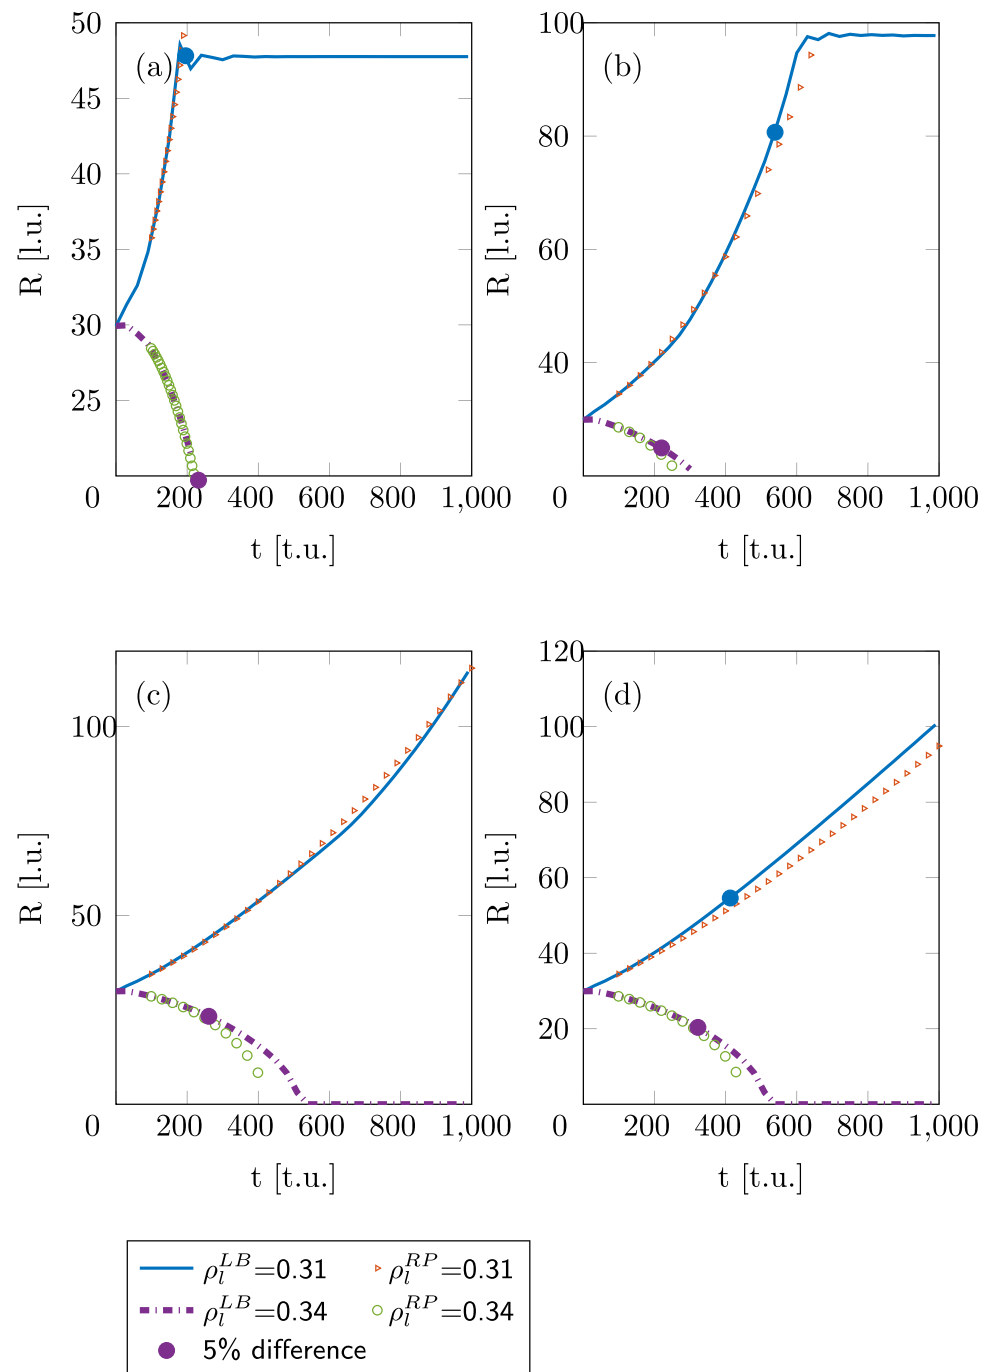 50
(a)
45
40
35
30
25
R [l.u.]
0 200 400 600 800 1,000
t [t.u.]
100
(b)
80
60
40
R [l.u.]
0 200 400 600 800 1,000
t [t.u.]
(c)
100
50
R [l.u.]
0 200 400 600 800 1,000
t [t.u.]
120
(d)
100
80
60
40
20
R [l.u.]
0 200 400 600 800 1,000
t [t.u.]
ρ_l^{LB}=0.31 ρ_l^{RP}=0.31
ρ_l^{LB}=0.34 ρ_l^{RP}=0.34
5% difference